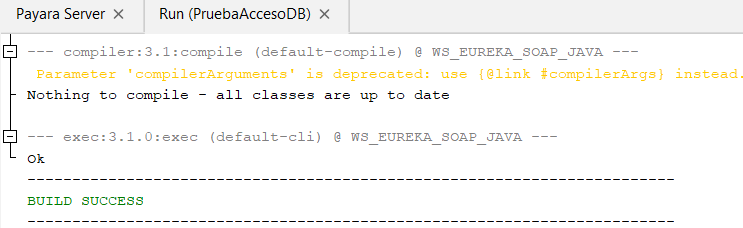 Payara Server × Run (PruebaAccesoDB) ×
--- compiler:3.1:compile (default-compile) @ WS_EUREKA_SOAP_JAVA ---
Parameter 'compilerArguments' is deprecated: use {@link #compilerArgs} instead.
Nothing to compile - all classes are up to date
--- exec:3.1.0:exec (default-cli) @ WS_EUREKA_SOAP_JAVA ---
Ok
------------------------------------------------------------------------
BUILD SUCCESS
------------------------------------------------------------------------